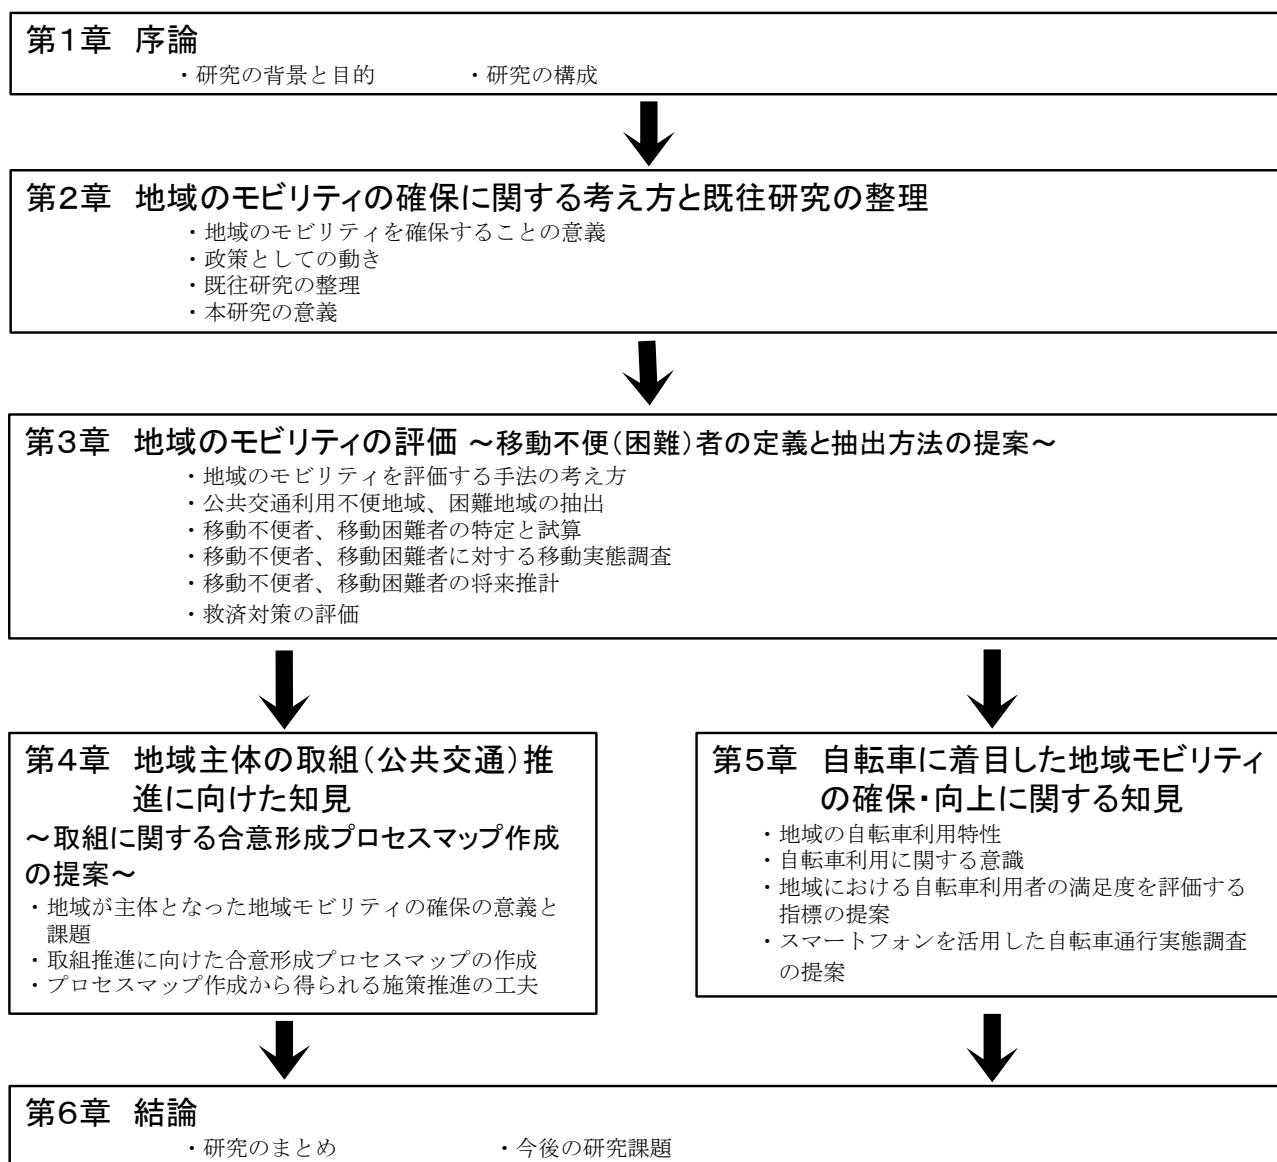 第1章 序論
・研究の背景と目的 ・研究の構成
第2章 地域のモビリティの確保に関する考え方と既往研究の整理
・地域のモビリティを確保することの意義
・政策としての動き
・既往研究の整理
・本研究の意義
第3章 地域のモビリティの評価 ～移動不便(困難)者の定義と抽出方法の提案～
・地域のモビリティを評価する手法の考え方
・公共交通利用不便地域、困難地域の抽出
・移動不便者、移動困難者の特定と試算
・移動不便者、移動困難者に対する移動実態調査
・移動不便者、移動困難者の将来推計
・救済対策の評価
第4章 地域主体の取組(公共交通)推
進に向けた知見
～取組に関する合意形成プロセスマップ作成
の提案～
・地域が主体となった地域モビリティの確保の意義と
課題
・取組推進に向けた合意形成プロセスマップの作成
・プロセスマップ作成から得られる施策推進の工夫
第5章 自転車に着目した地域モビリティ
の確保・向上に関する知見
・地域の自転車利用特性
・自転車利用に関する意識
・地域における自転車利用者の満足度を評価する
指標の提案
・スマートフォンを活用した自転車通行実態調査
の提案
第6章 結論
・研究のまとめ ・今後の研究課題